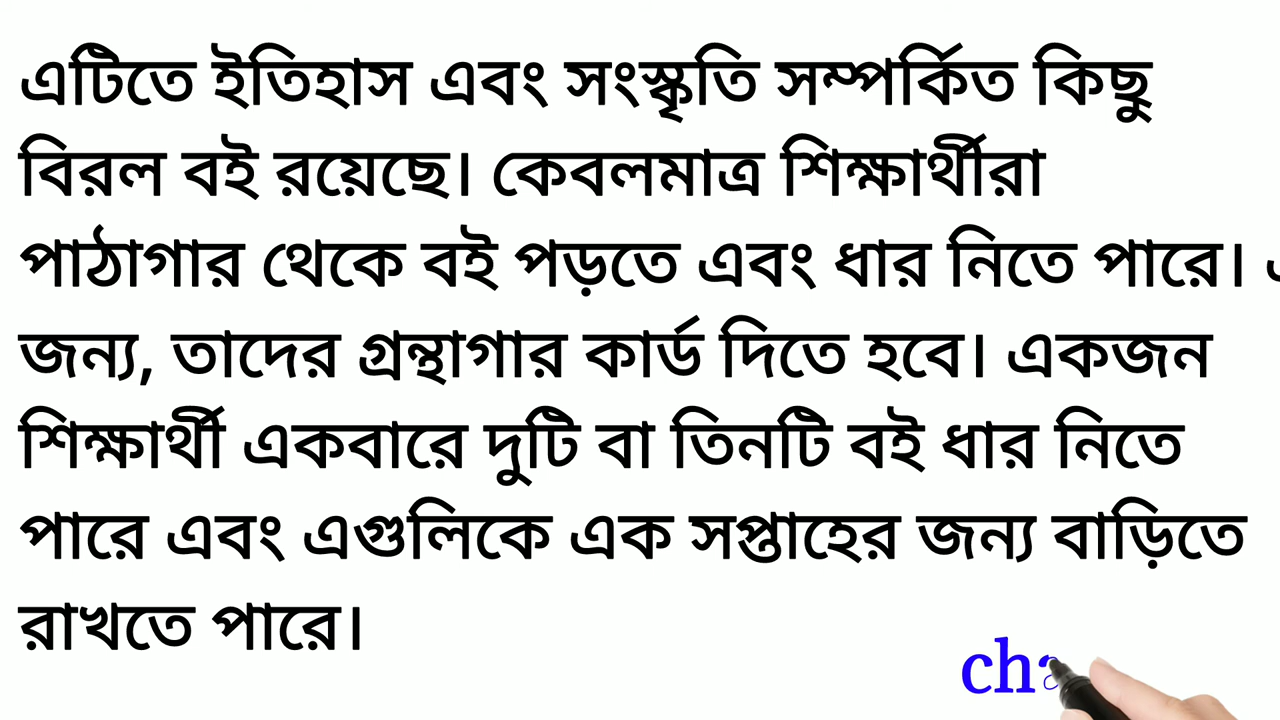 এটিতে ইতিহাস এবং সংস্কৃতি সম্পর্কিত কিছু
বিরল বই রয়েছে। কেবলমাত্র শিক্ষার্থীরা
পাঠাগার থেকে বই পড়তে এবং ধার নিতে পারে।
জন্য, তাদের গ্রন্থাগার কার্ড দিতে হবে। একজন
শিক্ষার্থী একবারে দুটি বা তিনটি বই ধার নিতে
পারে এবং এগুলিকে এক সপ্তাহের জন্য বাড়িতে
রাখতে পারে।